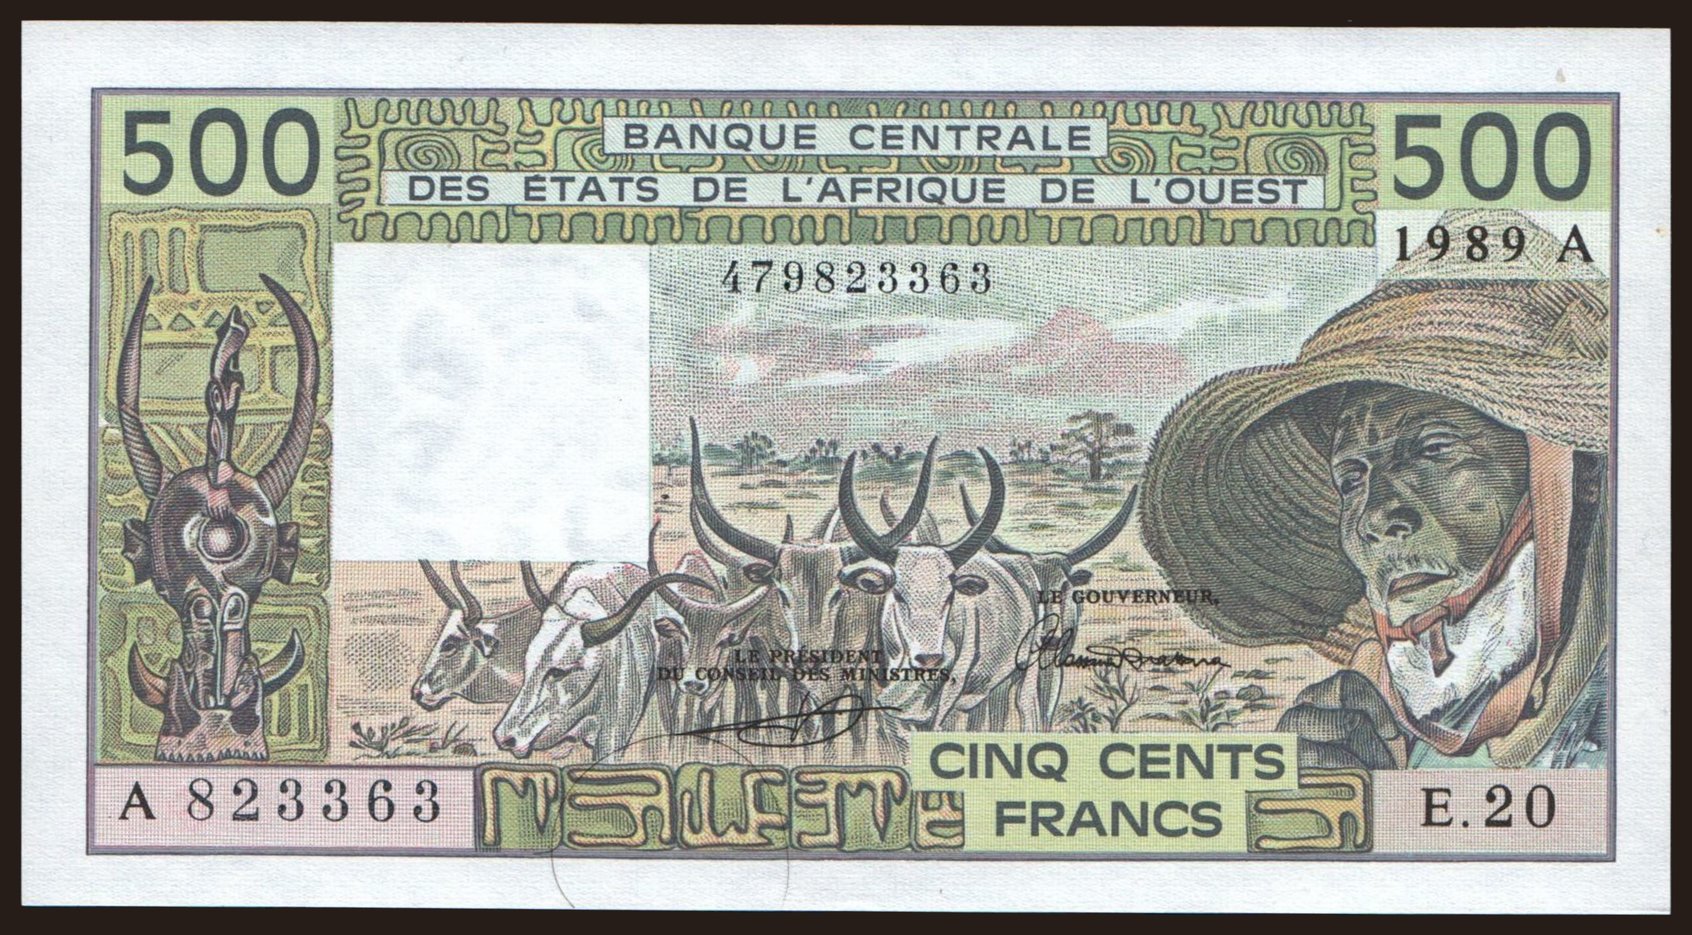 500
BANQUE CENTRALE
DES ÉTATS DE L'AFRIQUE DE L'OUEST
500
1989 A
479823363
LE GOUVERNEUR,
LE PRÉSIDENT
DU CONSEIL DES MINISTRES,
CINQ CENTS
FRANCS
A 823363
E.20